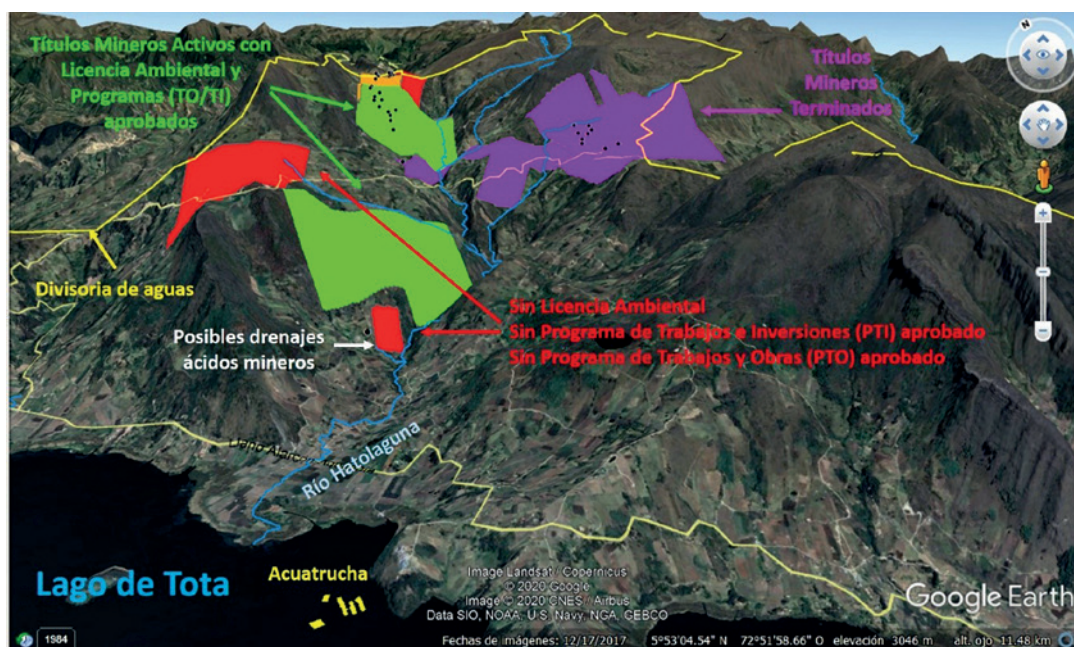 Títulos Mineros Activos con
Licencia Ambiental y
Programas (TO/TI)
aprobados
Títulos
Mineros
Terminados
N
Divisoria de aguas
Sin Licencia Ambiental
Sin Programa de Trabajos e Inversiones (PTI) aprobado
Sin Programa de Trabajos y Obras (PTO) aprobado
Posibles drenajes
ácidos mineros
Llano
Río Hatolaguna
Lago de Tota
Acuatrucha
Image Landsat / Copernicus
© 2020 Google
Image © 2020 CNES / Airbus
Data SIO, NOAA, U.S. Navy, NGA, GEBCO
Google Earth
1984
Fechas de imágenes: 12/17/2017 5°53'04.54" N 72°51'58.66" O elevación 3046 m alt. ojo 11.48 km